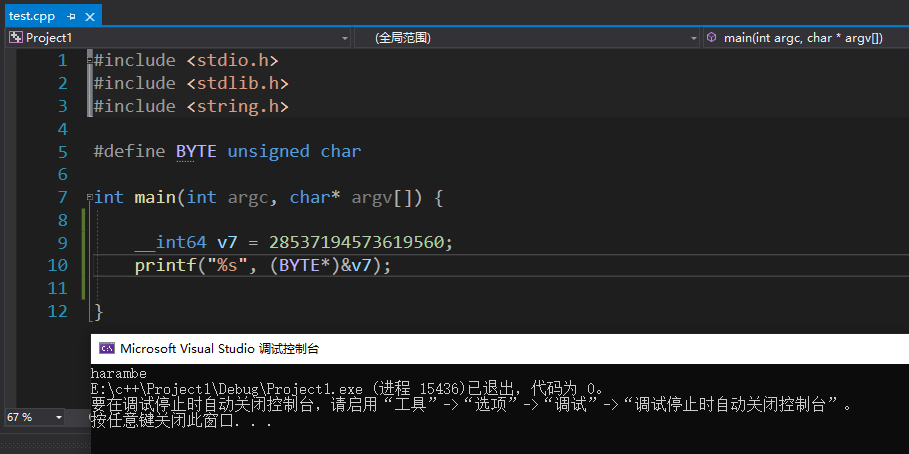 test.cpp
Project1 (全局范围) main(int argc, char * argv[])
1 #include <stdio.h>
2 #include <stdlib.h>
3 #include <string.h>
4
5 #define BYTE unsigned char
6
7 int main(int argc, char* argv[]) {
8
9 __int64 v7 = 28537194573619560;
10 printf("%s", (BYTE*)&v7);
11
12 }
Microsoft Visual Studio 调试控制台
harambe
E:\c++\Project1\Debug\Project1.exe (进程 15436)已退出，代码为 0。
要在调试停止时自动关闭控制台，请启用“工具”->“选项”->“调试”->“调试停止时自动关闭控制台”。
67 %
按任意键关闭此窗口. . .